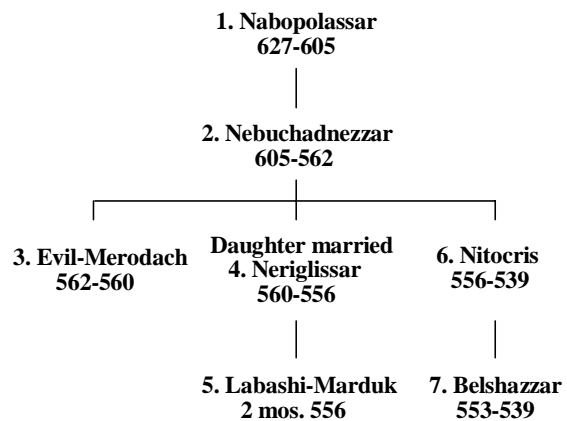 1. Nabopolassar
627-605
2. Nebuchadnezzar
605-562
3. Evil-Merodach
562-560
Daughter married
4. Neriglissar
560-556
6. Nitocris
556-539
5. Labashi-Marduk
2 mos. 556
7. Belshazzar
553-539